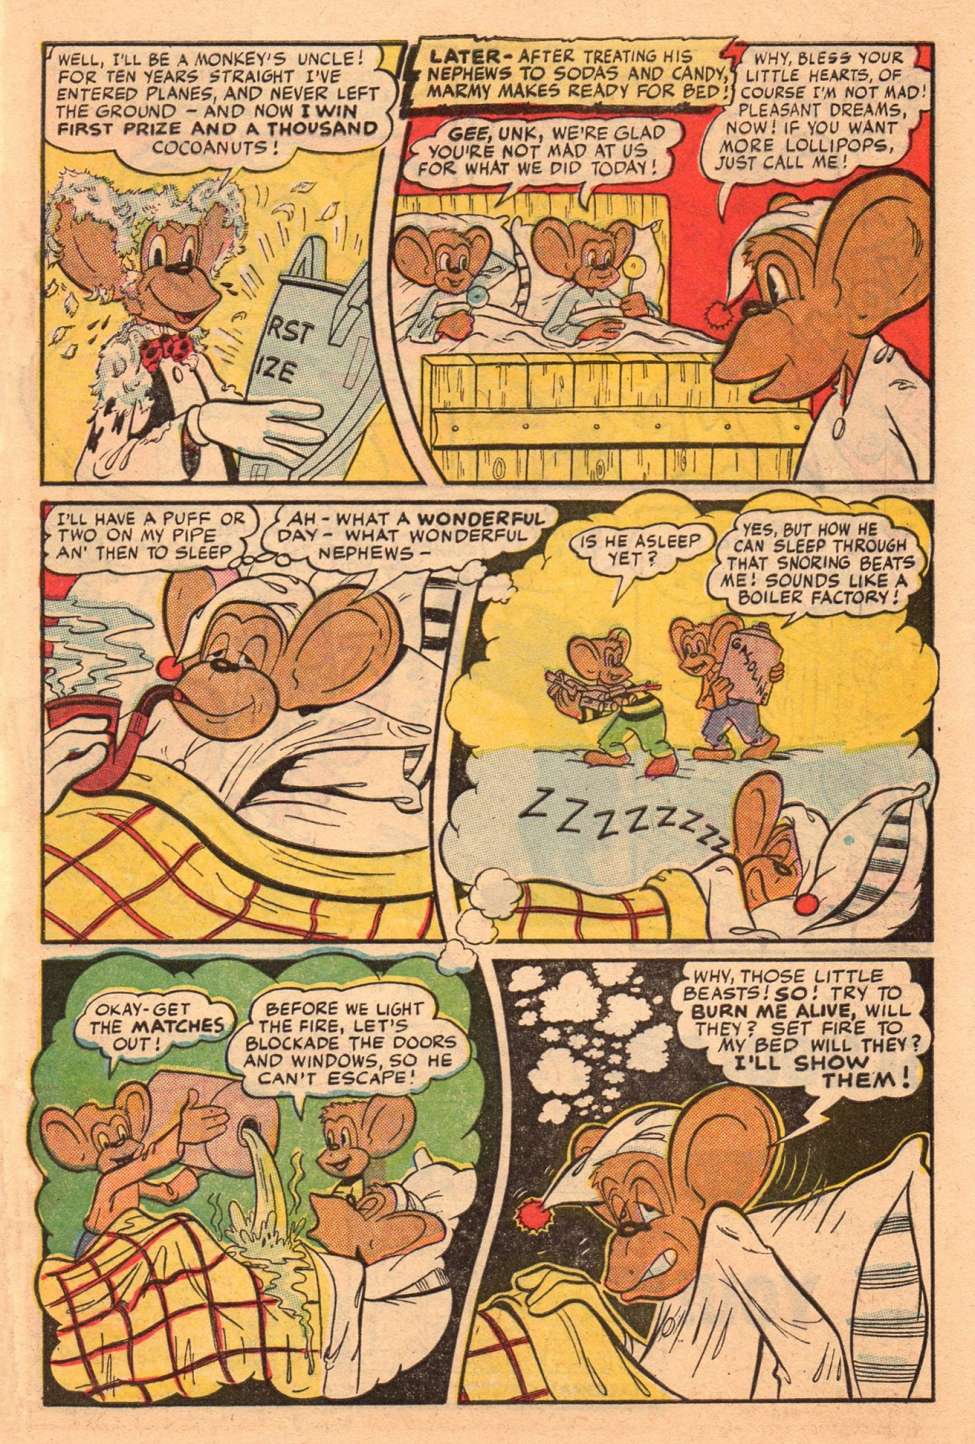 WELL, I'LL BE A MONKEY'S UNCLE!
FOR TEN YEARS STRAIGHT I'VE
ENTERED PLANES, AND NEVER LEFT
THE GROUND - AND NOW I WIN
FIRST PRIZE AND A THOUSAND
COCOANUTS!
RST
IZE
LATER - AFTER TREATING HIS
NEPHEWS TO SODAS AND CANDY,
MARMY MAKES READY FOR BED!
GEE, UNK, WE'RE GLAD
YOU'RE NOT MAD AT US
FOR WHAT WE DID TODAY!
WHY, BLESS YOUR
LITTLE HEARTS, OF
COURSE I'M NOT MAD!
PLEASANT DREAMS,
NOW! IF YOU WANT
MORE LOLLIPOPS,
JUST CALL ME!
I'LL HAVE A PUFF OR
TWO ON MY PIPE
AN' THEN TO SLEEP
AH - WHAT A WONDERFUL
DAY - WHAT WONDERFUL
NEPHEWS -
IS HE ASLEEP
YET?
YES, BUT HOW HE
CAN SLEEP THROUGH
THAT SNORING BEATS
ME! SOUNDS LIKE A
BOILER FACTORY!
GASOLINE
ZZZZZZZZZ
OKAY-GET
THE MATCHES
OUT!
BEFORE WE LIGHT
THE FIRE, LET'S
BLOCKADE THE DOORS
AND WINDOWS, SO HE
CAN'T ESCAPE!
WHY, THOSE LITTLE
BEASTS! SO! TRY TO
BURN ME ALIVE, WILL
THEY? SET FIRE TO
MY BED WILL THEY?
I'LL SHOW
THEM!